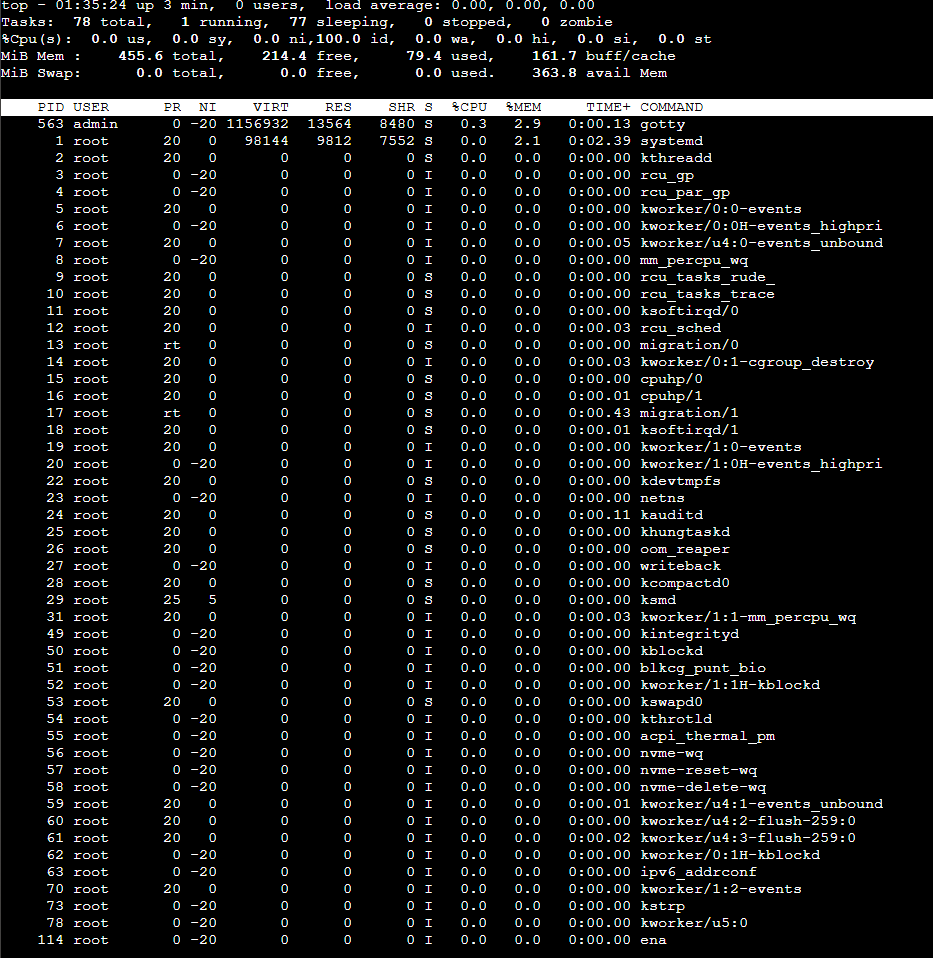 top - 01:35:24 up 3 min,  0 users,  load average: 0.00, 0.00, 0.00
Tasks:  78 total,   1 running,  77 sleeping,   0 stopped,   0 zombie
%Cpu(s):  0.0 us,  0.0 sy,  0.0 ni,100.0 id,  0.0 wa,  0.0 hi,  0.0 si,  0.0 st
MiB Mem :    455.6 total,    214.4 free,     79.4 used,    161.7 buff/cache
MiB Swap:      0.0 total,      0.0 free,      0.0 used.    363.8 avail Mem
PID USER      PR  NI    VIRT    RES    SHR S  %CPU  %MEM     TIME+ COMMAND
563 admin      0 -20 1156932  13564   8480 S   0.3   2.9   0:00.13 gotty
1 root      20   0   98144   9812   7552 S   0.0   2.1   0:02.39 systemd
2 root      20   0       0      0      0 S   0.0   0.0   0:00.00 kthreadd
3 root       0 -20       0      0      0 I   0.0   0.0   0:00.00 rcu_gp
4 root       0 -20       0      0      0 I   0.0   0.0   0:00.00 rcu_par_gp
5 root      20   0       0      0      0 I   0.0   0.0   0:00.00 kworker/0:0-events
6 root       0 -20       0      0      0 I   0.0   0.0   0:00.00 kworker/0:0H-events_highpri
7 root      20   0       0      0      0 I   0.0   0.0   0:00.05 kworker/u4:0-events_unbound
8 root       0 -20       0      0      0 I   0.0   0.0   0:00.00 mm_percpu_wq
9 root      20   0       0      0      0 S   0.0   0.0   0:00.00 rcu_tasks_rude_
10 root      20   0       0      0      0 S   0.0   0.0   0:00.00 rcu_tasks_trace
11 root      20   0       0      0      0 S   0.0   0.0   0:00.00 ksoftirqd/0
12 root      20   0       0      0      0 I   0.0   0.0   0:00.03 rcu_sched
13 root      rt   0       0      0      0 S   0.0   0.0   0:00.00 migration/0
14 root      20   0       0      0      0 I   0.0   0.0   0:00.03 kworker/0:1-cgroup_destroy
15 root      20   0       0      0      0 S   0.0   0.0   0:00.00 cpuhp/0
16 root      20   0       0      0      0 S   0.0   0.0   0:00.01 cpuhp/1
17 root      rt   0       0      0      0 S   0.0   0.0   0:00.43 migration/1
18 root      20   0       0      0      0 S   0.0   0.0   0:00.01 ksoftirqd/1
19 root      20   0       0      0      0 I   0.0   0.0   0:00.00 kworker/1:0-events
20 root       0 -20       0      0      0 I   0.0   0.0   0:00.00 kworker/1:0H-events_highpri
22 root      20   0       0      0      0 S   0.0   0.0   0:00.00 kdevtmpfs
23 root       0 -20       0      0      0 I   0.0   0.0   0:00.00 netns
24 root      20   0       0      0      0 S   0.0   0.0   0:00.11 kauditd
25 root      20   0       0      0      0 S   0.0   0.0   0:00.00 khungtaskd
26 root      20   0       0      0      0 S   0.0   0.0   0:00.00 oom_reaper
27 root       0 -20       0      0      0 I   0.0   0.0   0:00.00 writeback
28 root      20   0       0      0      0 S   0.0   0.0   0:00.00 kcompactd0
29 root      25   5       0      0      0 S   0.0   0.0   0:00.00 ksmd
31 root      20   0       0      0      0 I   0.0   0.0   0:00.03 kworker/1:1-mm_percpu_wq
49 root       0 -20       0      0      0 I   0.0   0.0   0:00.00 kintegrityd
50 root       0 -20       0      0      0 I   0.0   0.0   0:00.00 kblockd
51 root       0 -20       0      0      0 I   0.0   0.0   0:00.00 blkcg_punt_bio
52 root       0 -20       0      0      0 I   0.0   0.0   0:00.00 kworker/1:1H-kblockd
53 root      20   0       0      0      0 S   0.0   0.0   0:00.00 kswapd0
54 root       0 -20       0      0      0 I   0.0   0.0   0:00.00 kthrotld
55 root       0 -20       0      0      0 I   0.0   0.0   0:00.00 acpi_thermal_pm
56 root       0 -20       0      0      0 I   0.0   0.0   0:00.00 nvme-wq
57 root       0 -20       0      0      0 I   0.0   0.0   0:00.00 nvme-reset-wq
58 root       0 -20       0      0      0 I   0.0   0.0   0:00.00 nvme-delete-wq
59 root      20   0       0      0      0 I   0.0   0.0   0:00.01 kworker/u4:1-events_unbound
60 root      20   0       0      0      0 I   0.0   0.0   0:00.00 kworker/u4:2-flush-259:0
61 root      20   0       0      0      0 I   0.0   0.0   0:00.02 kworker/u4:3-flush-259:0
62 root       0 -20       0      0      0 I   0.0   0.0   0:00.00 kworker/0:1H-kblockd
63 root       0 -20       0      0      0 I   0.0   0.0   0:00.00 ipv6_addrconf
70 root      20   0       0      0      0 I   0.0   0.0   0:00.00 kworker/1:2-events
73 root       0 -20       0      0      0 I   0.0   0.0   0:00.00 kstrp
78 root       0 -20       0      0      0 I   0.0   0.0   0:00.00 kworker/u5:0
114 root       0 -20       0      0      0 I   0.0   0.0   0:00.00 ena